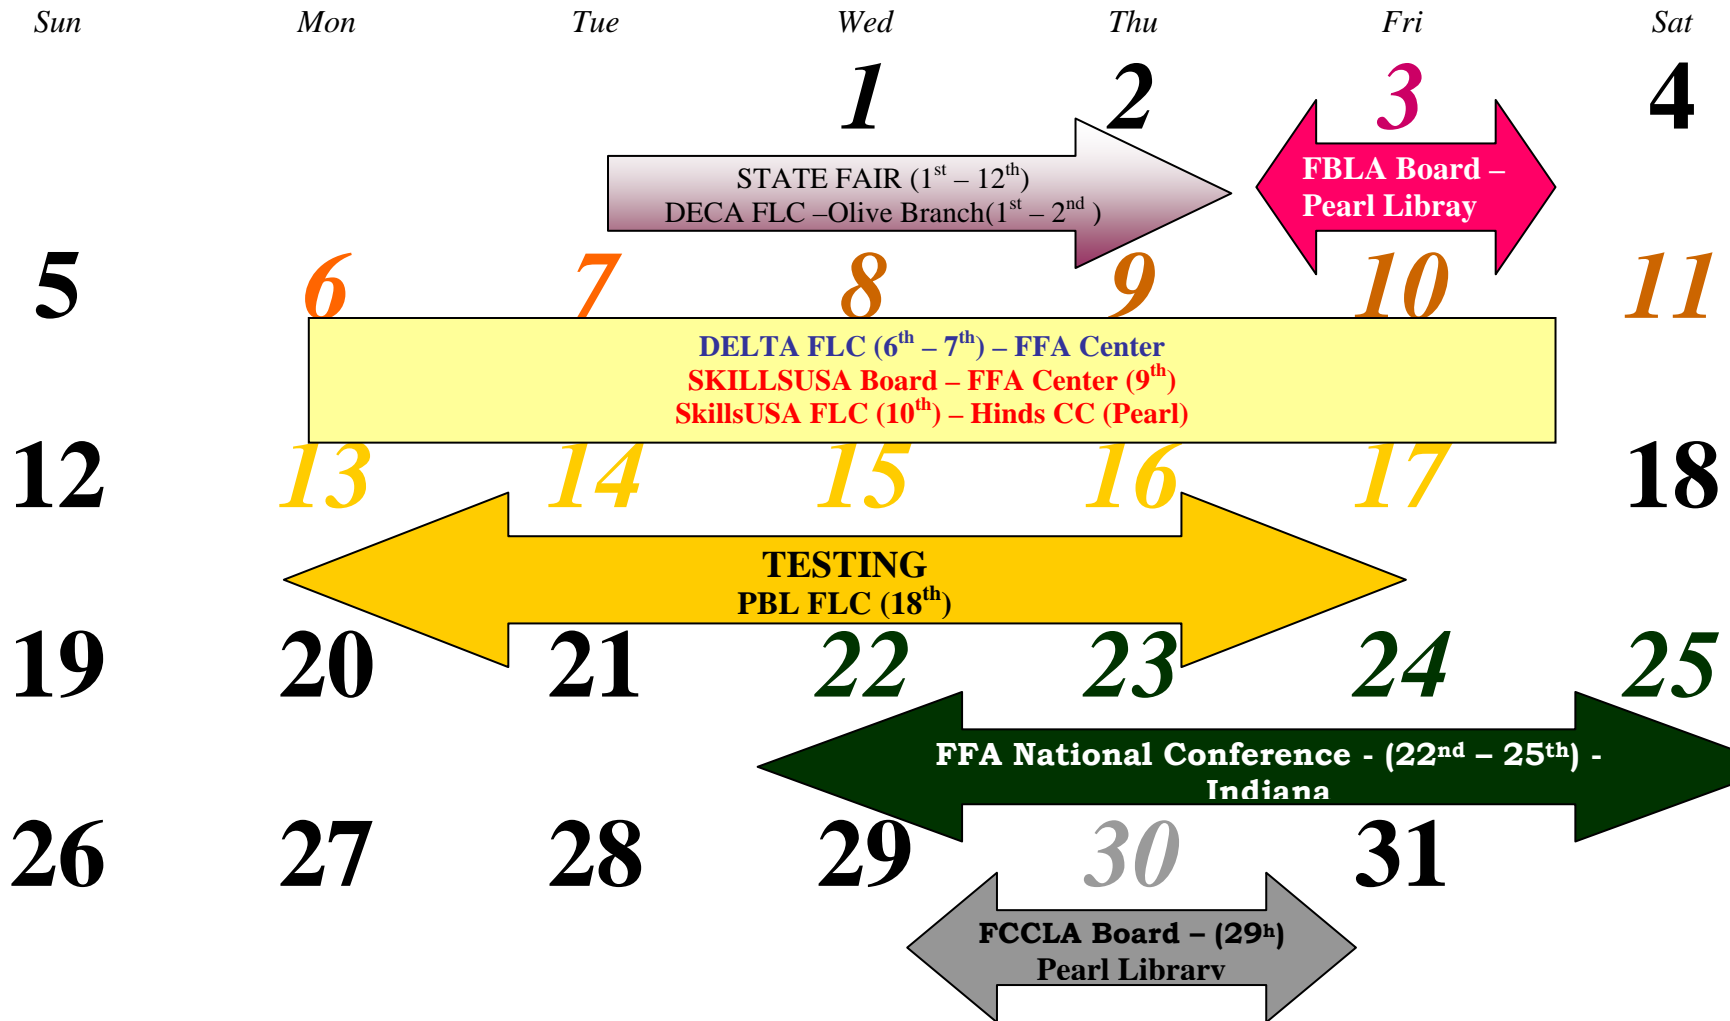 Sun Mon Tue Wed Thu Fri Sat
1 2 3 4
STATE FAIR (1st – 12th)
DECA FLC –Olive Branch(1st – 2nd )
FBLA Board –
Pearl Libray
5 6 7 8 9 10 11
DELTA FLC (6th – 7th) – FFA Center
SKILLSUSA Board – FFA Center (9th)
SkillsUSA FLC (10th) – Hinds CC (Pearl)
12 13 14 15 16 17 18
TESTING
PBL FLC (18th)
19 20 21 22 23 24 25
FFA National Conference - (22nd – 25th) -
Indiana
26 27 28 29 30 31
FCCLA Board – (29h)
Pearl Library